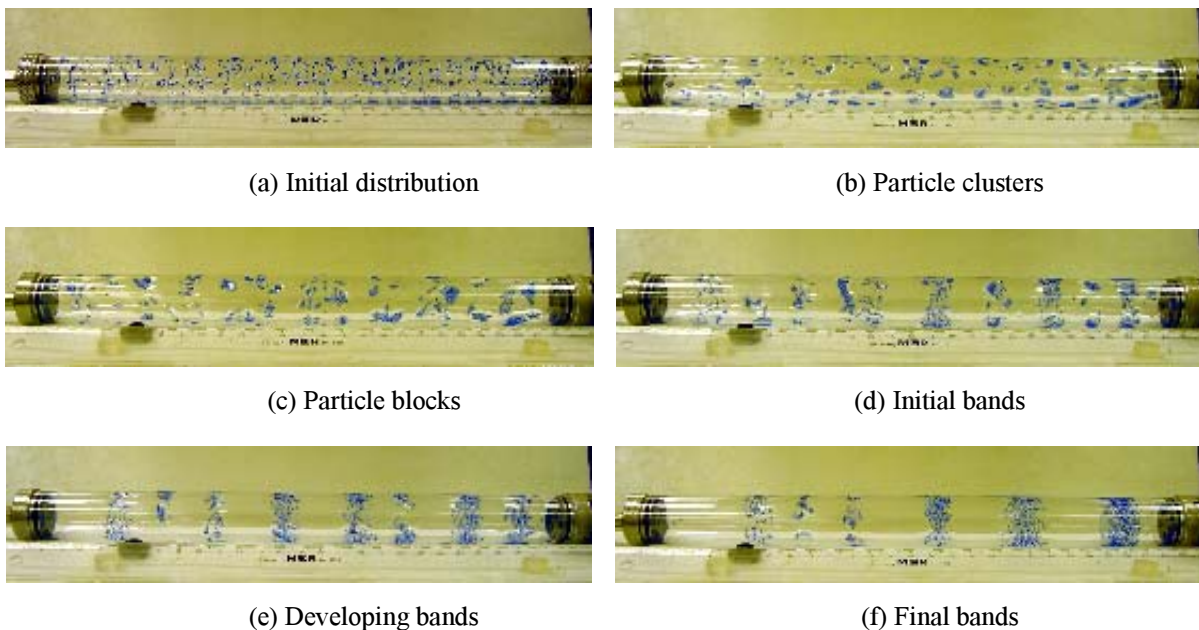 (a) Initial distribution
(b) Particle clusters
(c) Particle blocks
(d) Initial bands
(e) Developing bands
(f) Final bands